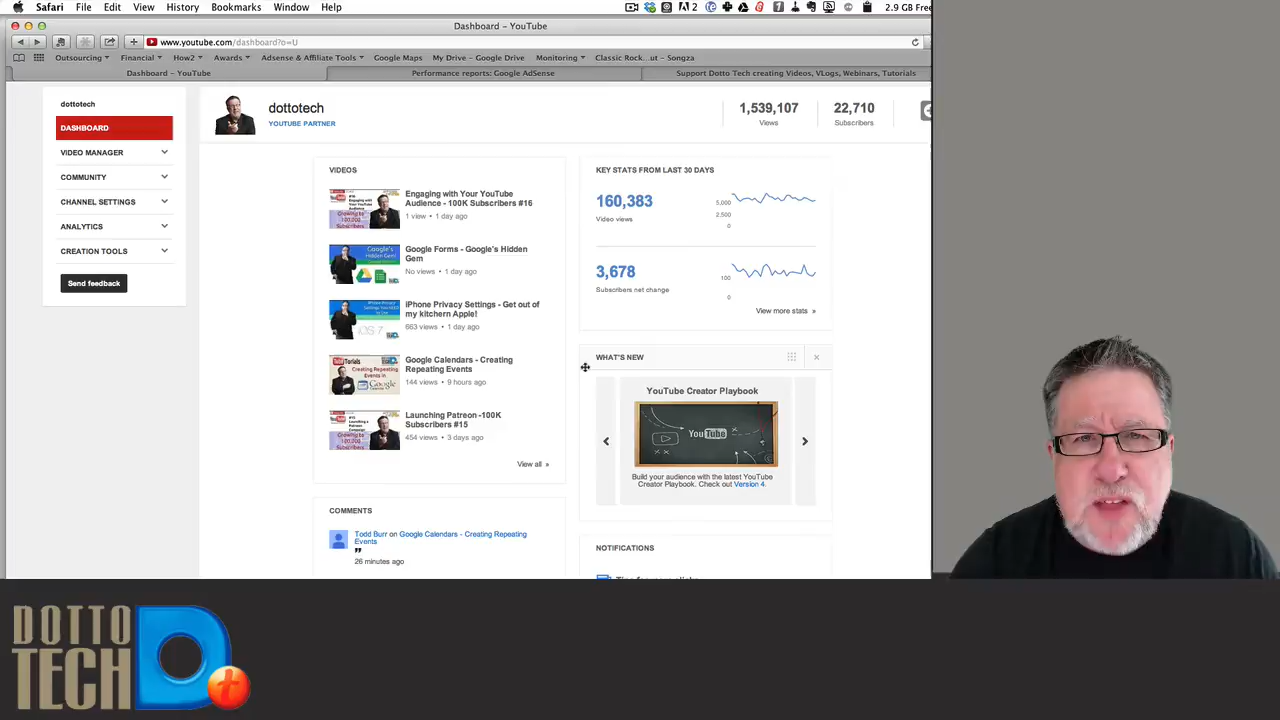 Safari File Edit View History Bookmarks Window Help
2 2.9 GB Free
Dashboard – YouTube
www.youtube.com/dashboard?o=U
Outsourcing Financial How2 Awards Adsense & Affiliate Tools Google Maps My Drive – Google Drive Monitoring Classic Rock...ut – Songza
Dashboard – YouTube Performance reports: Google AdSense Support Dotto Tech creating Videos, VLogs, Webinars, Tutorials
dottotech
DASHBOARD
VIDEO MANAGER
COMMUNITY
CHANNEL SETTINGS
ANALYTICS
CREATION TOOLS
Send feedback
dottotech
YOUTUBE PARTNER
1,539,107
Views
22,710
Subscribers
VIDEOS
Engaging with Your YouTube
Audience - 100K Subscribers #16
1 view • 1 day ago
Google Forms - Google's Hidden
Gem
No views • 1 day ago
iPhone Privacy Settings - Get out of
my kitchern Apple!
663 views • 1 day ago
Google Calendars - Creating
Repeating Events
144 views • 9 hours ago
Launching Patreon -100K
Subscribers #15
454 views • 3 days ago
View all »
COMMENTS
Todd Burr on Google Calendars - Creating Repeating
Events
26 minutes ago
KEY STATS FROM LAST 30 DAYS
160,383
Video views
5,000
2,500
0
3,678
Subscribers net change
100
0
View more stats »
WHAT'S NEW
YouTube Creator Playbook
YouTube
Build your audience with the latest YouTube
Creator Playbook. Check out Version 4.
NOTIFICATIONS
DOTTO
TECH
D